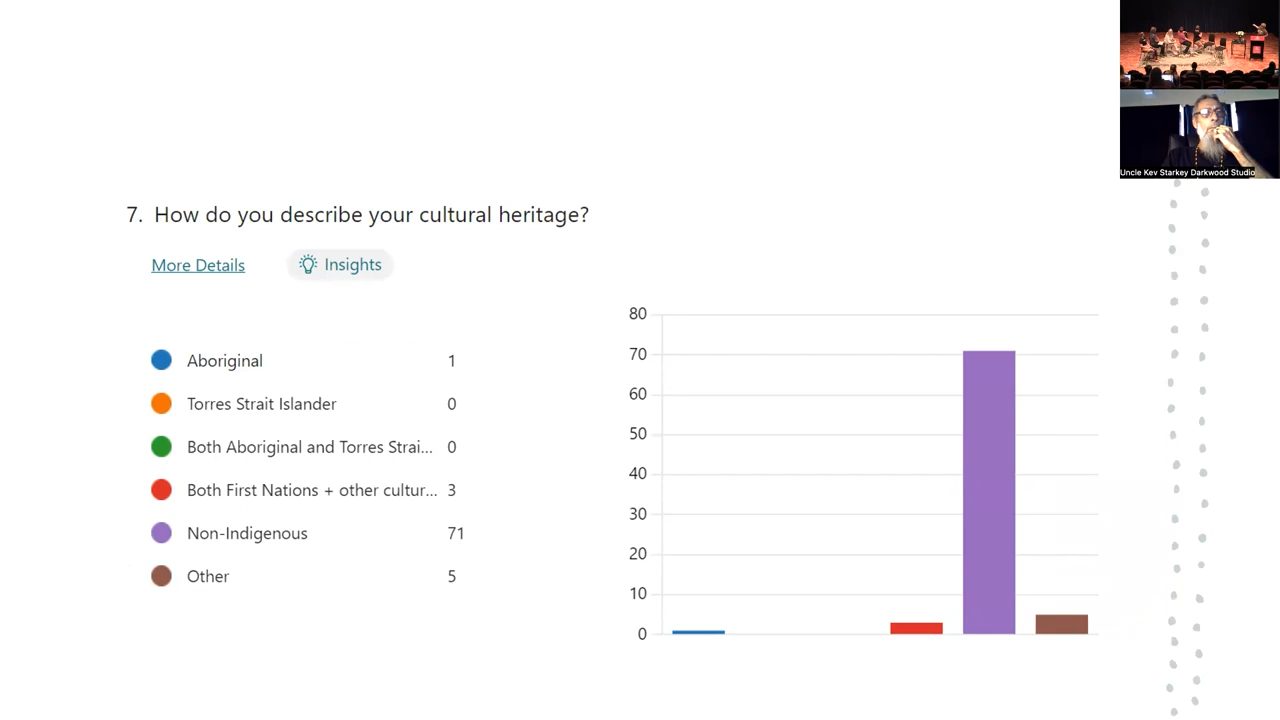 Uncle Kev Starkey Darkwood Studio
7. How do you describe your cultural heritage?
More Details Insights
Aboriginal 1
Torres Strait Islander 0
Both Aboriginal and Torres Strai... 0
Both First Nations + other cultur... 3
Non-Indigenous 71
Other 5
80
70
60
50
40
30
20
10
0